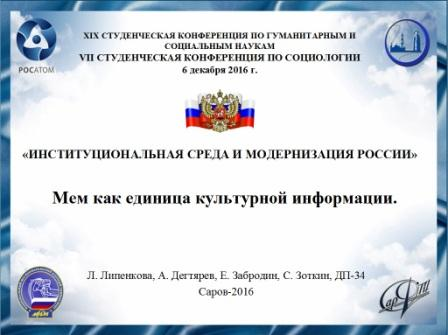 XIX СТУДЕНЧЕСКАЯ КОНФЕРЕНЦИЯ ПО ГУМАНИТАРНЫМ И
СОЦИАЛЬНЫМ НАУКАМ
VII СТУДЕНЧЕСКАЯ КОНФЕРЕНЦИЯ ПО СОЦИОЛОГИИ
6 декабря 2016 г.
РОСАТОМ
«ИНСТИТУЦИОНАЛЬНАЯ СРЕДА И МОДЕРНИЗАЦИЯ РОССИИ»
Мем как единица культурной информации.
Л. Липенкова, А. Дегтярев, Е. Забродин, С. Зоткин, ДП-34
Саров-2016
СарФТИ